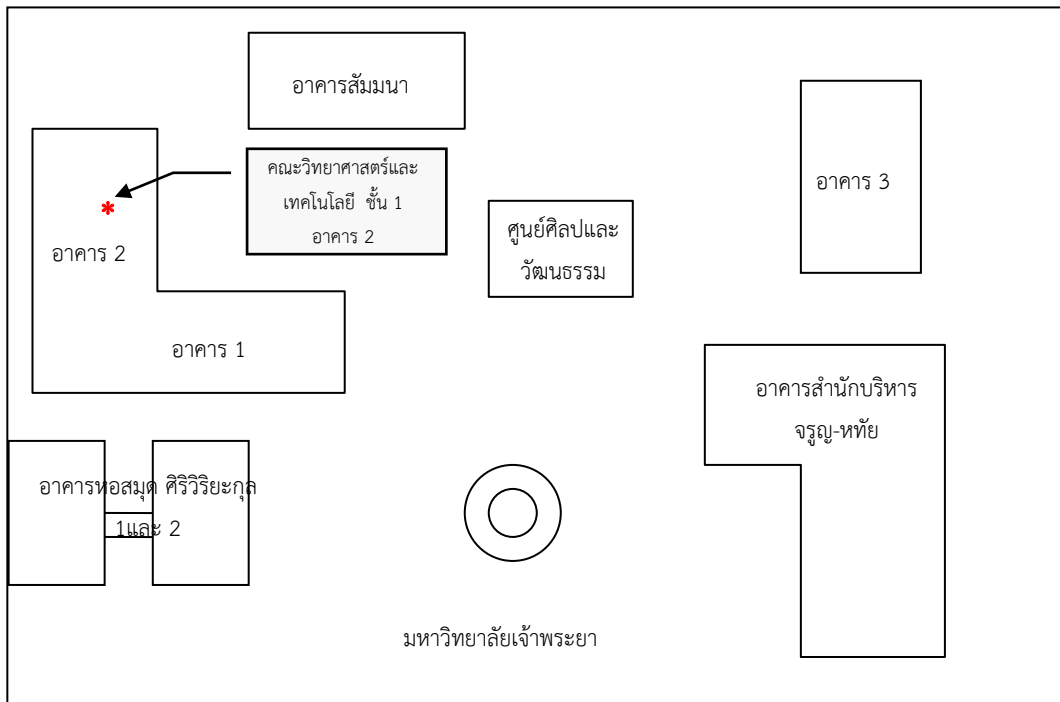 อาคารสัมมนา
คณะวิทยาศาสตร์และ
เทคโนโลยี ชั้น 1
อาคาร 2
อาคาร 3
ศูนย์ศิลปและ
วัฒนธรรม
* อาคาร 2
อาคาร 1
อาคารสำนักบริหาร
จรูญ-หทัย
อาคารหอสมุด ศิริวิริยะกุล
1และ 2
มหาวิทยาลัยเจ้าพระยา